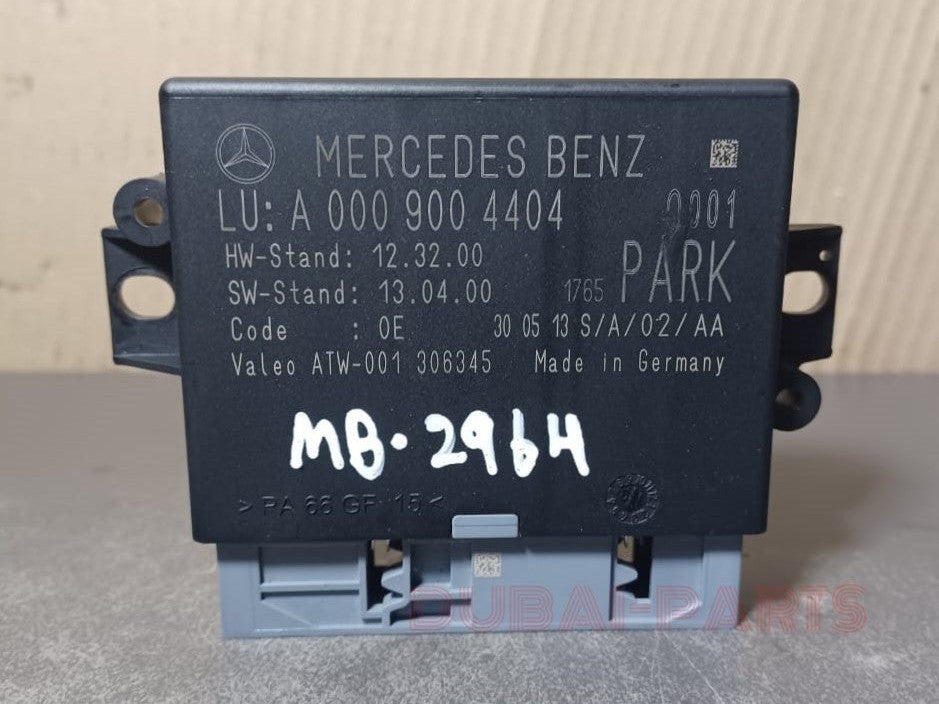 MERCEDES BENZ
LU: A 000 900 4404 0001
HW-Stand: 12.32.00
SW-Stand: 13.04.00 1765 PARK
Code : 0E 30 05 13 S/A/02/AA
Valeo ATW-001 306345 Made in Germany
MB-296H
> PA 66 GF 15 <
DUBAI-PARTS